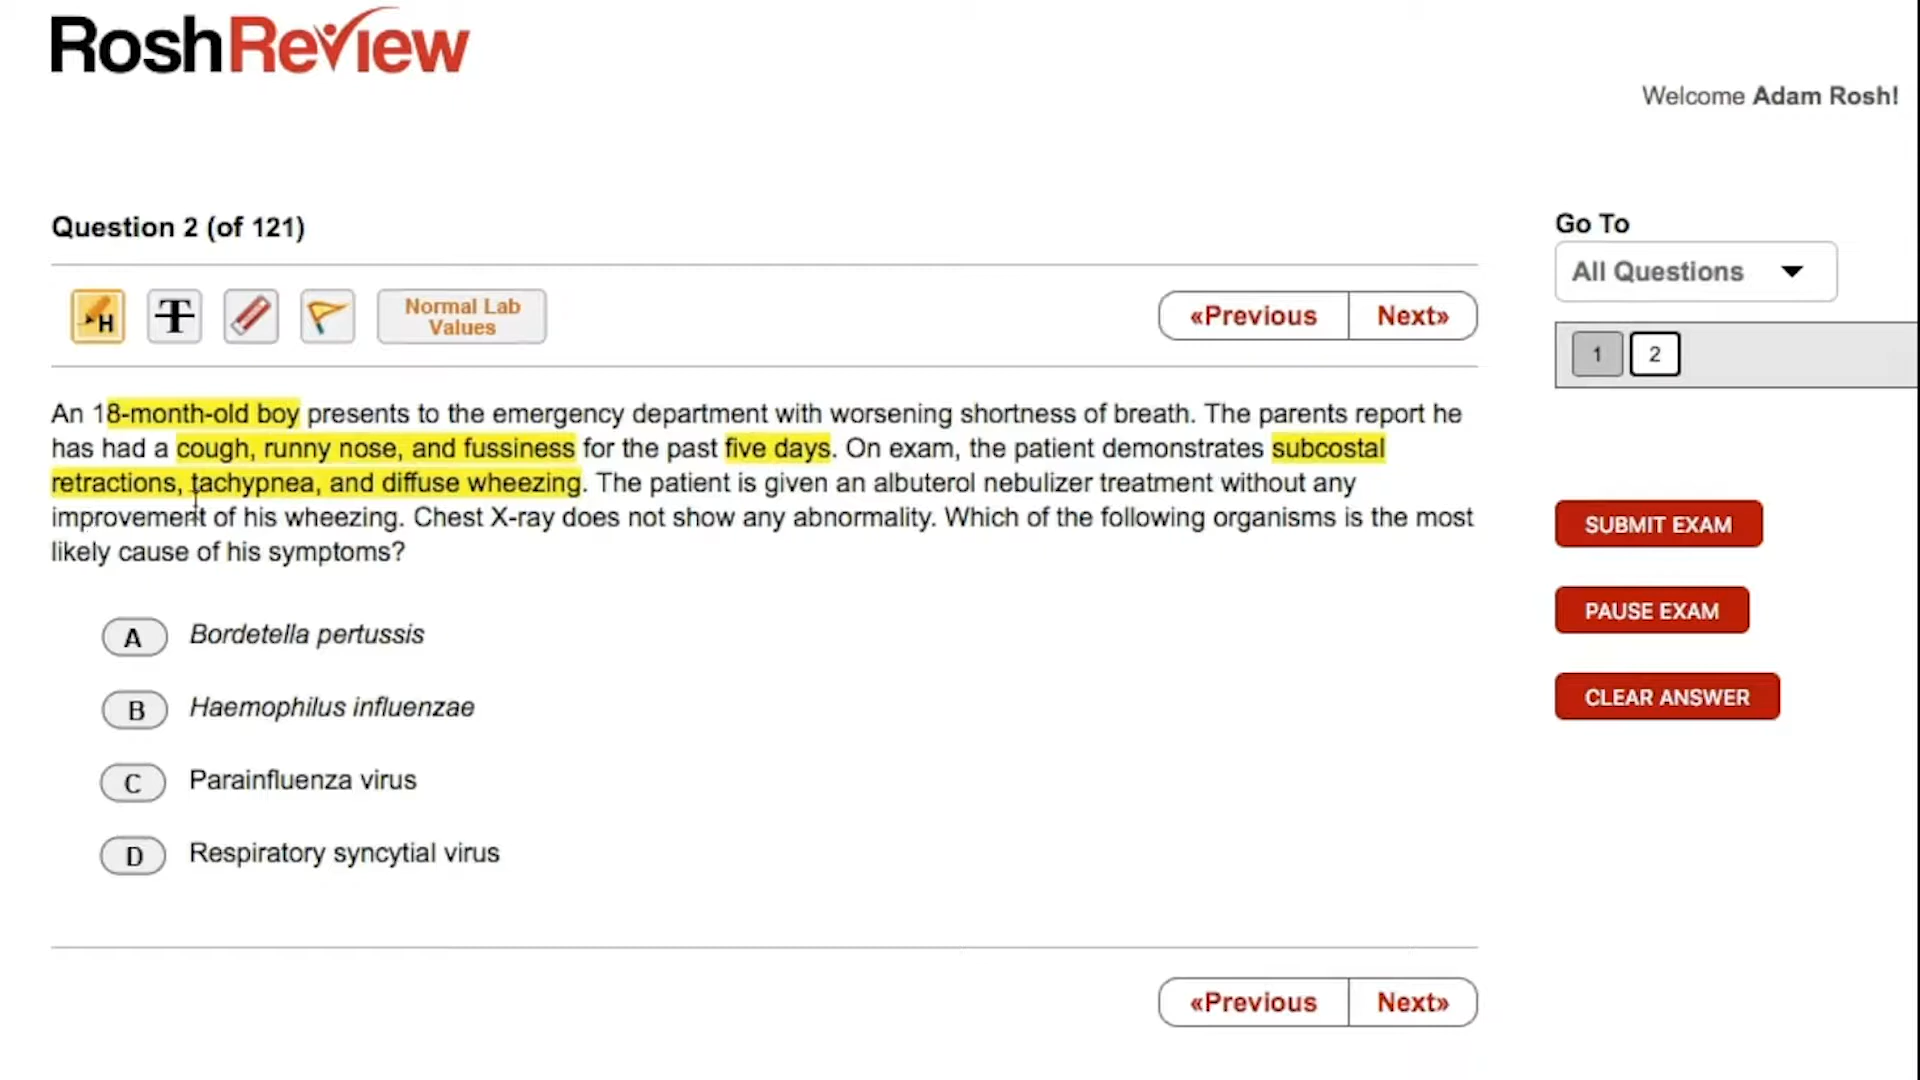 RoshReview
Welcome Adam Rosh!
Question 2 (of 121)
Go To
All Questions
H
T
Normal Lab
Values
«Previous
Next»
1
2
An 18-month-old boy presents to the emergency department with worsening shortness of breath. The parents report he
has had a cough, runny nose, and fussiness for the past five days. On exam, the patient demonstrates subcostal
retractions, tachypnea, and diffuse wheezing. The patient is given an albuterol nebulizer treatment without any
improvement of his wheezing. Chest X-ray does not show any abnormality. Which of the following organisms is the most
likely cause of his symptoms?
SUBMIT EXAM
PAUSE EXAM
CLEAR ANSWER
A Bordetella pertussis
B Haemophilus influenzae
C Parainfluenza virus
D Respiratory syncytial virus
«Previous
Next»